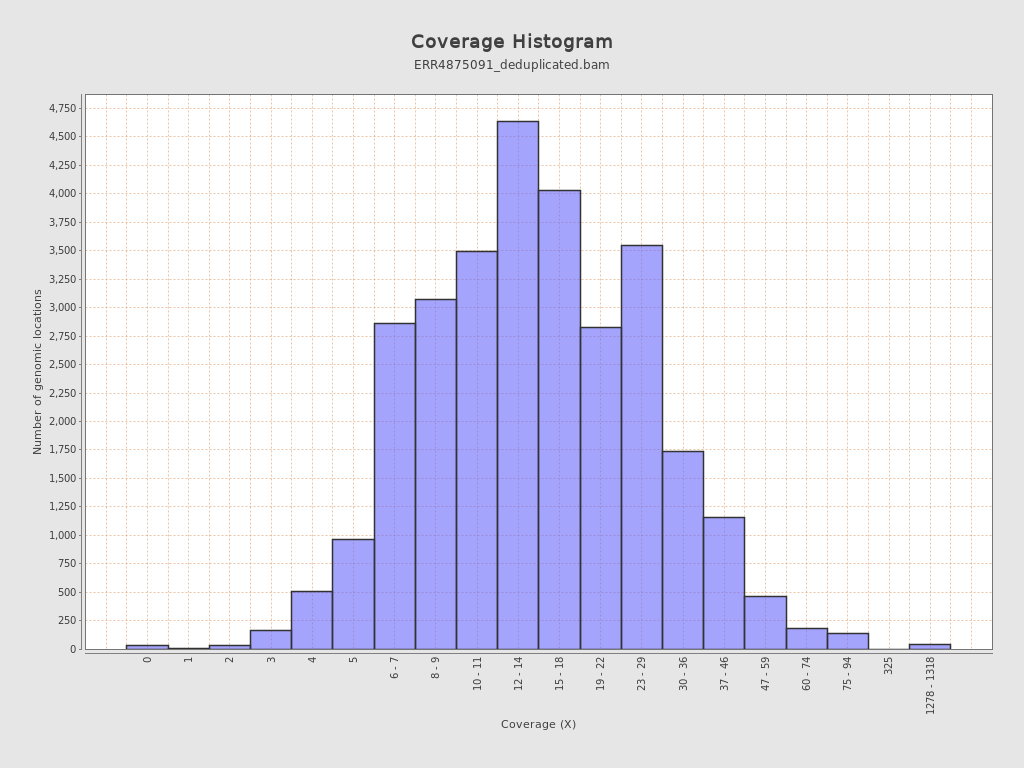 Coverage Histogram
ERR4875091_deduplicated.bam
Number of genomic locations
4,750
4,500
4,250
4,000
3,750
3,500
3,250
3,000
2,750
2,500
2,250
2,000
1,750
1,500
1,250
1,000
750
500
250
0
0
1
2
3
4
5
6 - 7
8 - 9
10 - 11
12 - 14
15 - 18
19 - 22
23 - 29
30 - 36
37 - 46
47 - 59
60 - 74
75 - 94
325
1278 - 1318
Coverage (X)